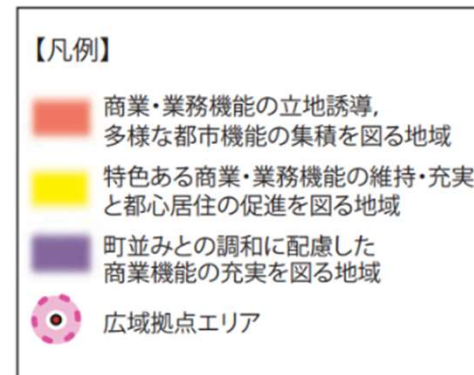 【凡例】
商業・業務機能の立地誘導,
多様な都市機能の集積を図る地域
特色ある商業・業務機能の維持・充実
と都心居住の促進を図る地域
町並みとの調和に配慮した
商業機能の充実を図る地域
広域拠点エリア